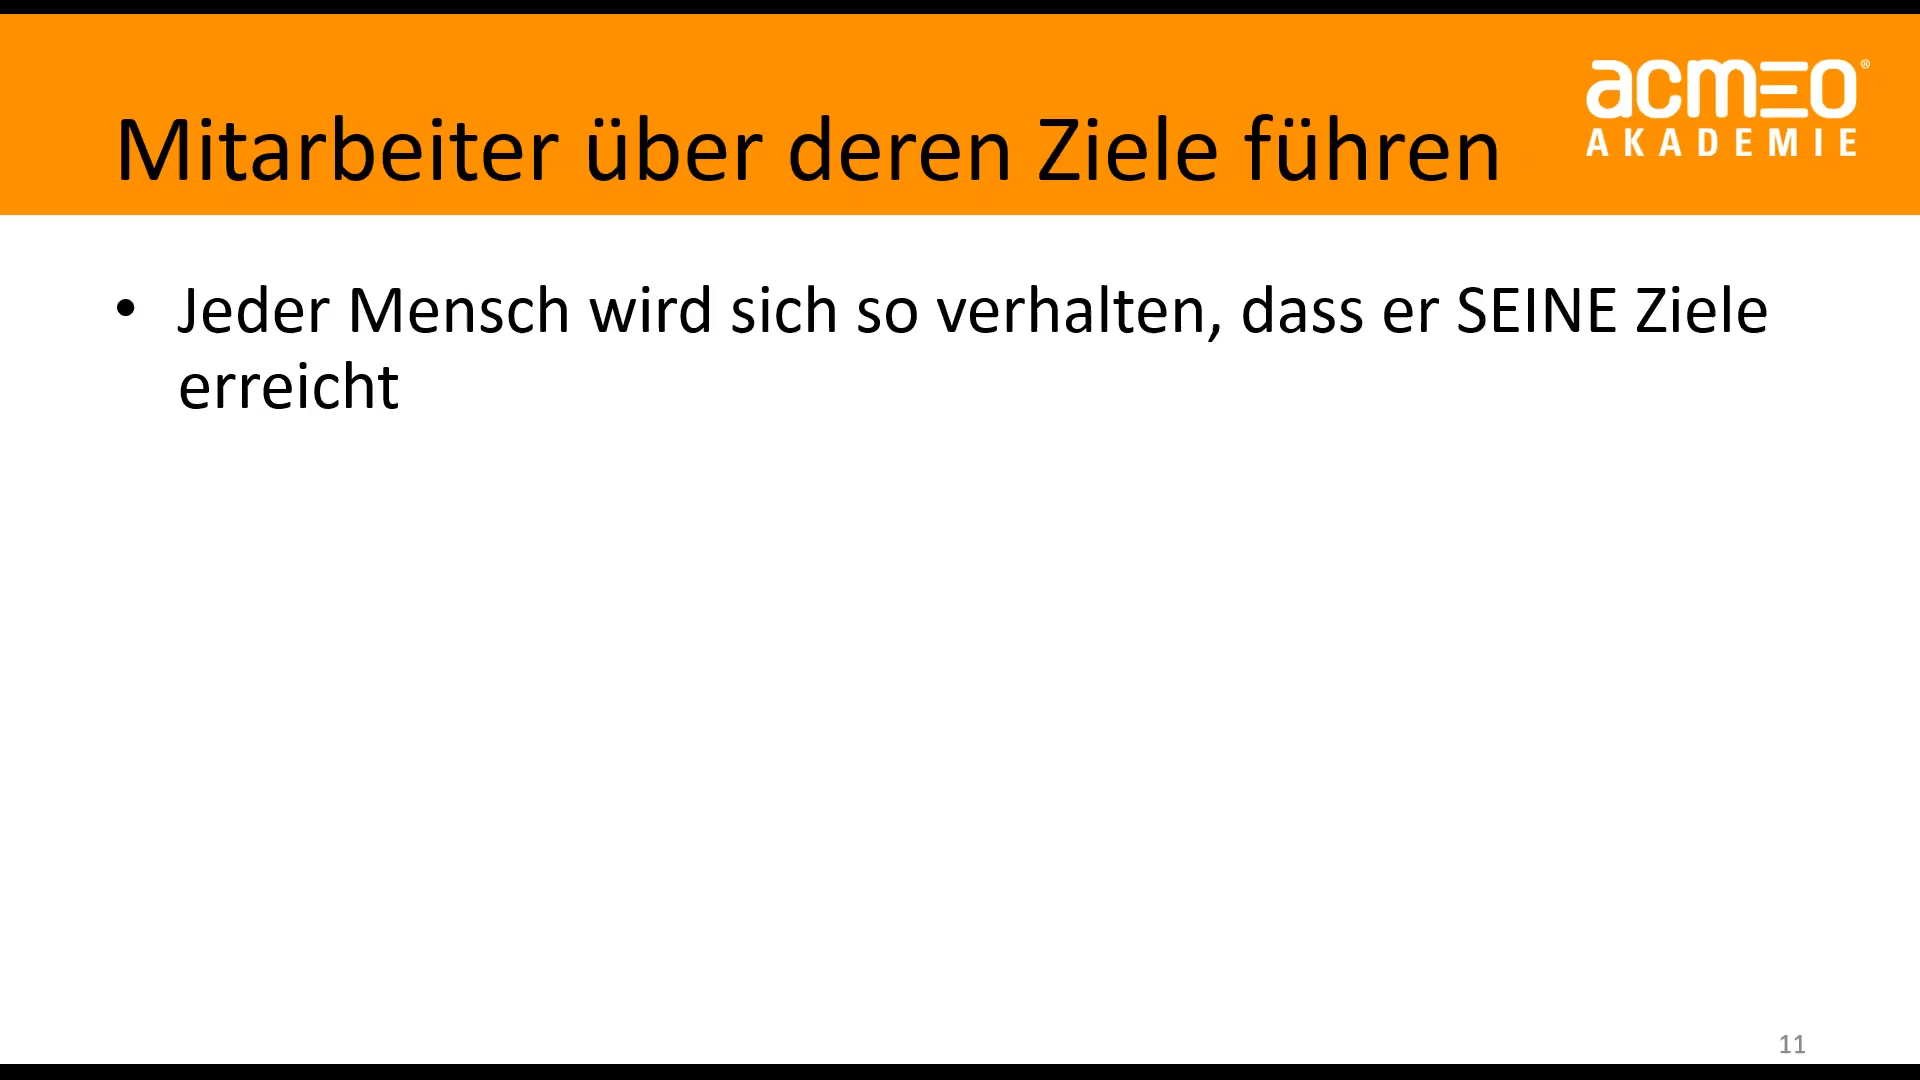 acmeo®
AKADEMIE
Mitarbeiter über deren Ziele führen
• Jeder Mensch wird sich so verhalten, dass er SEINE Ziele
erreicht
11